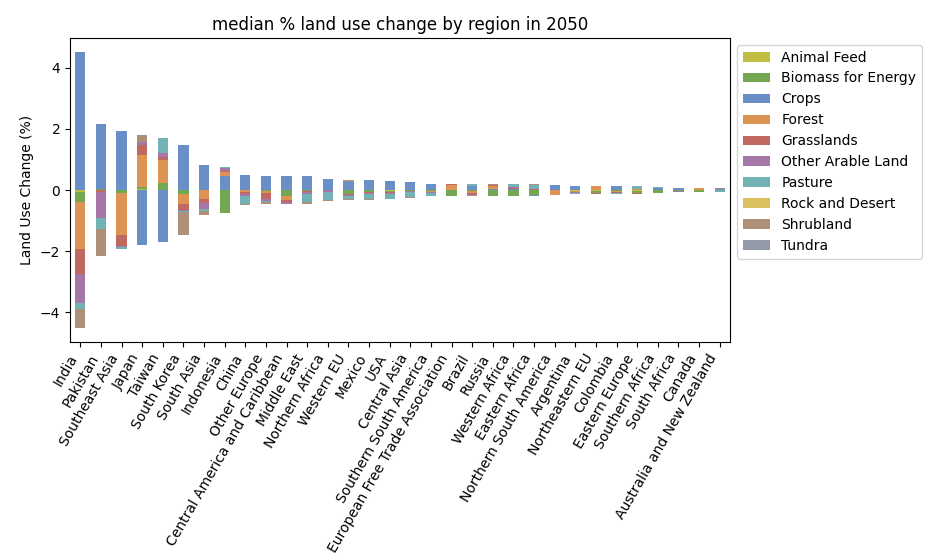 median % land use change by region in 2050
Land Use Change (%)
4
2
0
−2
−4
India
Pakistan
Southeast Asia
Japan
Taiwan
South Korea
South Asia
Indonesia
China
Other Europe
Central America and Caribbean
Middle East
Northern Africa
Western EU
Mexico
USA
Central Asia
Southern South America
European Free Trade Association
Brazil
Russia
Western Africa
Eastern Africa
Northern South America
Argentina
Northeastern EU
Colombia
Eastern Europe
Southern Africa
South Africa
Canada
Australia and New Zealand
Animal Feed
Biomass for Energy
Crops
Forest
Grasslands
Other Arable Land
Pasture
Rock and Desert
Shrubland
Tundra